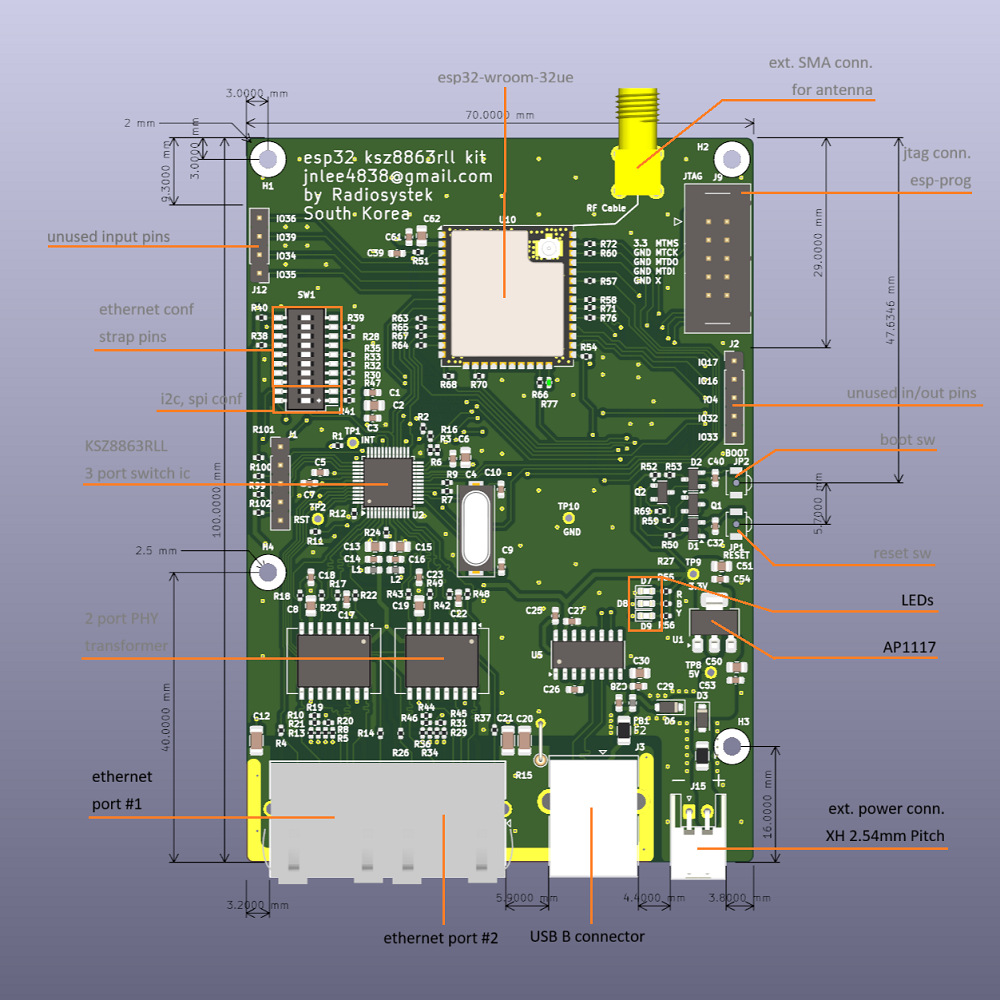 esp32-wroom-32ue
ext. SMA conn.
for antenna
3.0000 mm
70.0000 mm
2 mm
3.0000 mm
9.3000 mm
H1
esp32 ksz8863rll kit
jnlee4838@gmail.com
by Radiosystek
South Korea
H2
JTAG
J9
jtag conn.
esp-prog
RF Cable
U10
C62
C61
C59
R51
unused input pins
IO36
IO39
IO34
IO35
J12
3.3 MTMS
GND MTCK
GND MTDO
GND MTDI
GND X
R72
R60
R57
R58
R71
R76
R54
29.0000 mm
47.6346 mm
SW1
ethernet conf
strap pins
R40
R38
R39
R28
R35
R33
R32
R30
R47
R41
R63
R65
R67
R64
R68
R70
R66
R77
i2c, spi conf
C1
C2
C3
J2
IO17
IO16
IO4
IO32
IO33
unused in/out pins
KSZ8863RLL
3 port switch ic
R101
R100
R99
R102
J1
R1
TP1
INT
C5
C7
TP2
RST
R11
R12
U2
R2
R16
R3
C6
R6
R9
R4
R7
C10
C9
TP10
GND
R24
boot sw
BOOT
JP2
R52
R53
D2
C40
Q2
R69
R59
R50
Q1
D1
C32
JP1
RESET
reset sw
5.7000 mm
100.0000 mm
2.5 mm
H4
C13
C14
L1
C15
C16
L2
C18
R17
R18
C8
R23
C17
R22
R43
C19
C23
R49
R42
C22
R48
R27
TP9
3.3V
C51
C54
R55
D7
D8
D9
R
B
Y
R56
LEDs
2 port PHY
transformer
C25
C27
U5
C26
U1
AP1117
TP8
5V
C50
C53
C30
C28
C29
D6
D3
FB1
R19
R10
R21
R13
R20
R8
R5
R14
R44
R46
R45
R31
R29
R36
R34
R26
R37
C21
C20
C12
R4
R15
J3
H3
J15
40.0000 mm
16.0000 mm
ethernet
port #1
ext. power conn.
XH 2.54mm Pitch
3.2000 mm
5.9000 mm
4.4000 mm
3.8000 mm
ethernet port #2
USB B connector